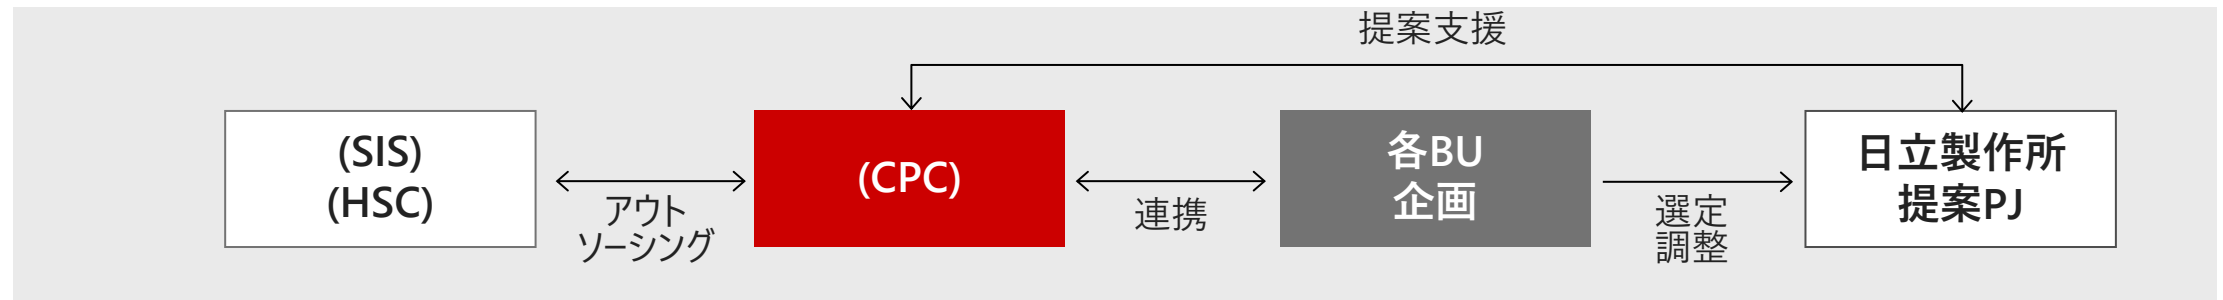 提案支援
(SIS)
(HSC)
アウト
ソーシング
(CPC)
連携
各BU
企画
選定
調整
日立製作所
提案PJ